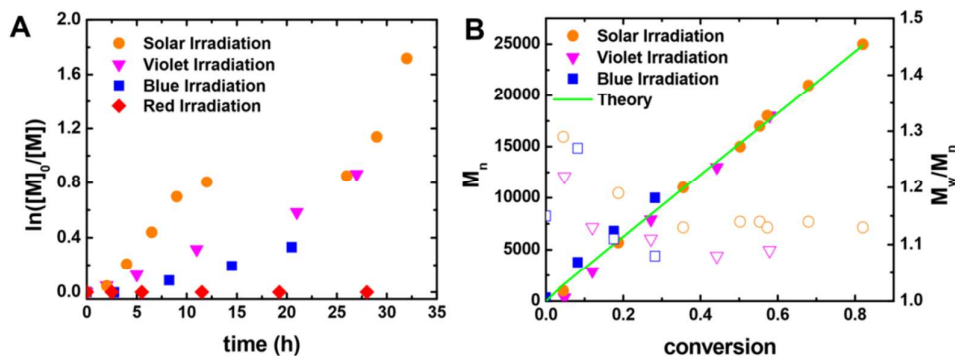 A
ln([M]₀/[M])
2.0
1.6
1.2
0.8
0.4
0.0
Solar Irradiation
Violet Irradiation
Blue Irradiation
Red Irradiation
0 5 10 15 20 25 30 35
time (h)
B
Mₙ
25000
20000
15000
10000
5000
0
Solar Irradiation
Violet Irradiation
Blue Irradiation
Theory
1.5
1.4
1.3
1.2
1.1
1.0
M_w/Mₙ
0.0 0.2 0.4 0.6 0.8 1.0
conversion